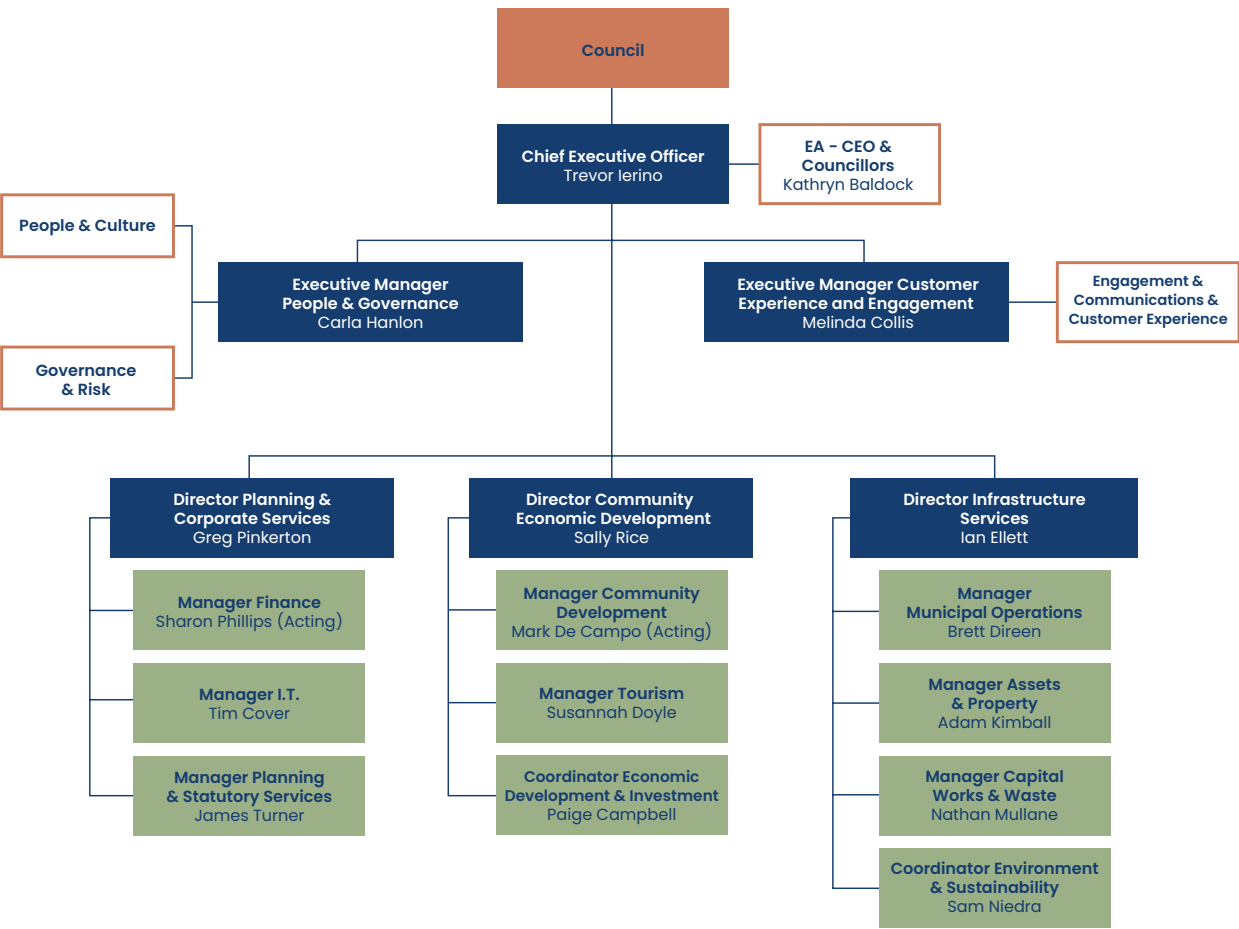 Council
Chief Executive Officer
Trevor Ierino
EA - CEO &
Councillors
Kathryn Baldock
People & Culture
Governance
& Risk
Executive Manager
People & Governance
Carla Hanlon
Executive Manager Customer
Experience and Engagement
Melinda Collis
Engagement &
Communications &
Customer Experience
Director Planning &
Corporate Services
Greg Pinkerton
Manager Finance
Sharon Phillips (Acting)
Manager I.T.
Tim Cover
Manager Planning
& Statutory Services
James Turner
Director Community
Economic Development
Sally Rice
Manager Community
Development
Mark De Campo (Acting)
Manager Tourism
Susannah Doyle
Coordinator Economic
Development & Investment
Paige Campbell
Director Infrastructure
Services
Ian Ellett
Manager
Municipal Operations
Brett Direen
Manager Assets
& Property
Adam Kimball
Manager Capital
Works & Waste
Nathan Mullane
Coordinator Environment
& Sustainability
Sam Niedra